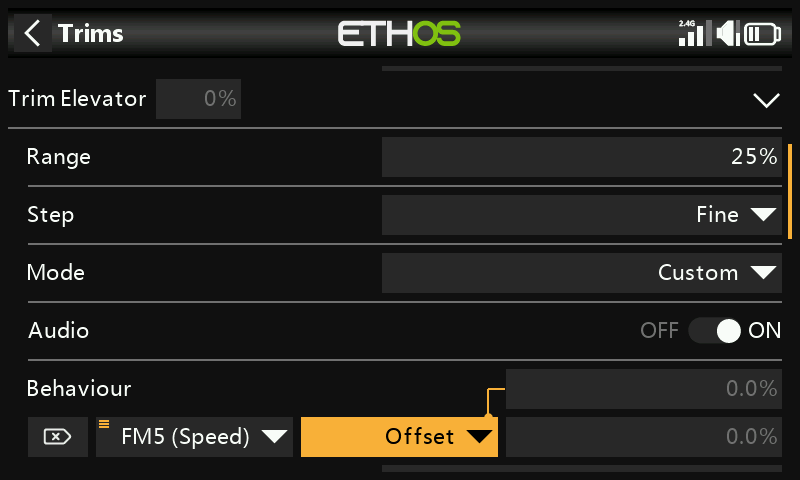 Trims ETHOS 2.4G
Trim Elevator 0%
Range 25%
Step Fine
Mode Custom
Audio OFF ON
Behaviour 0.0%
FM5 (Speed) Offset 0.0%